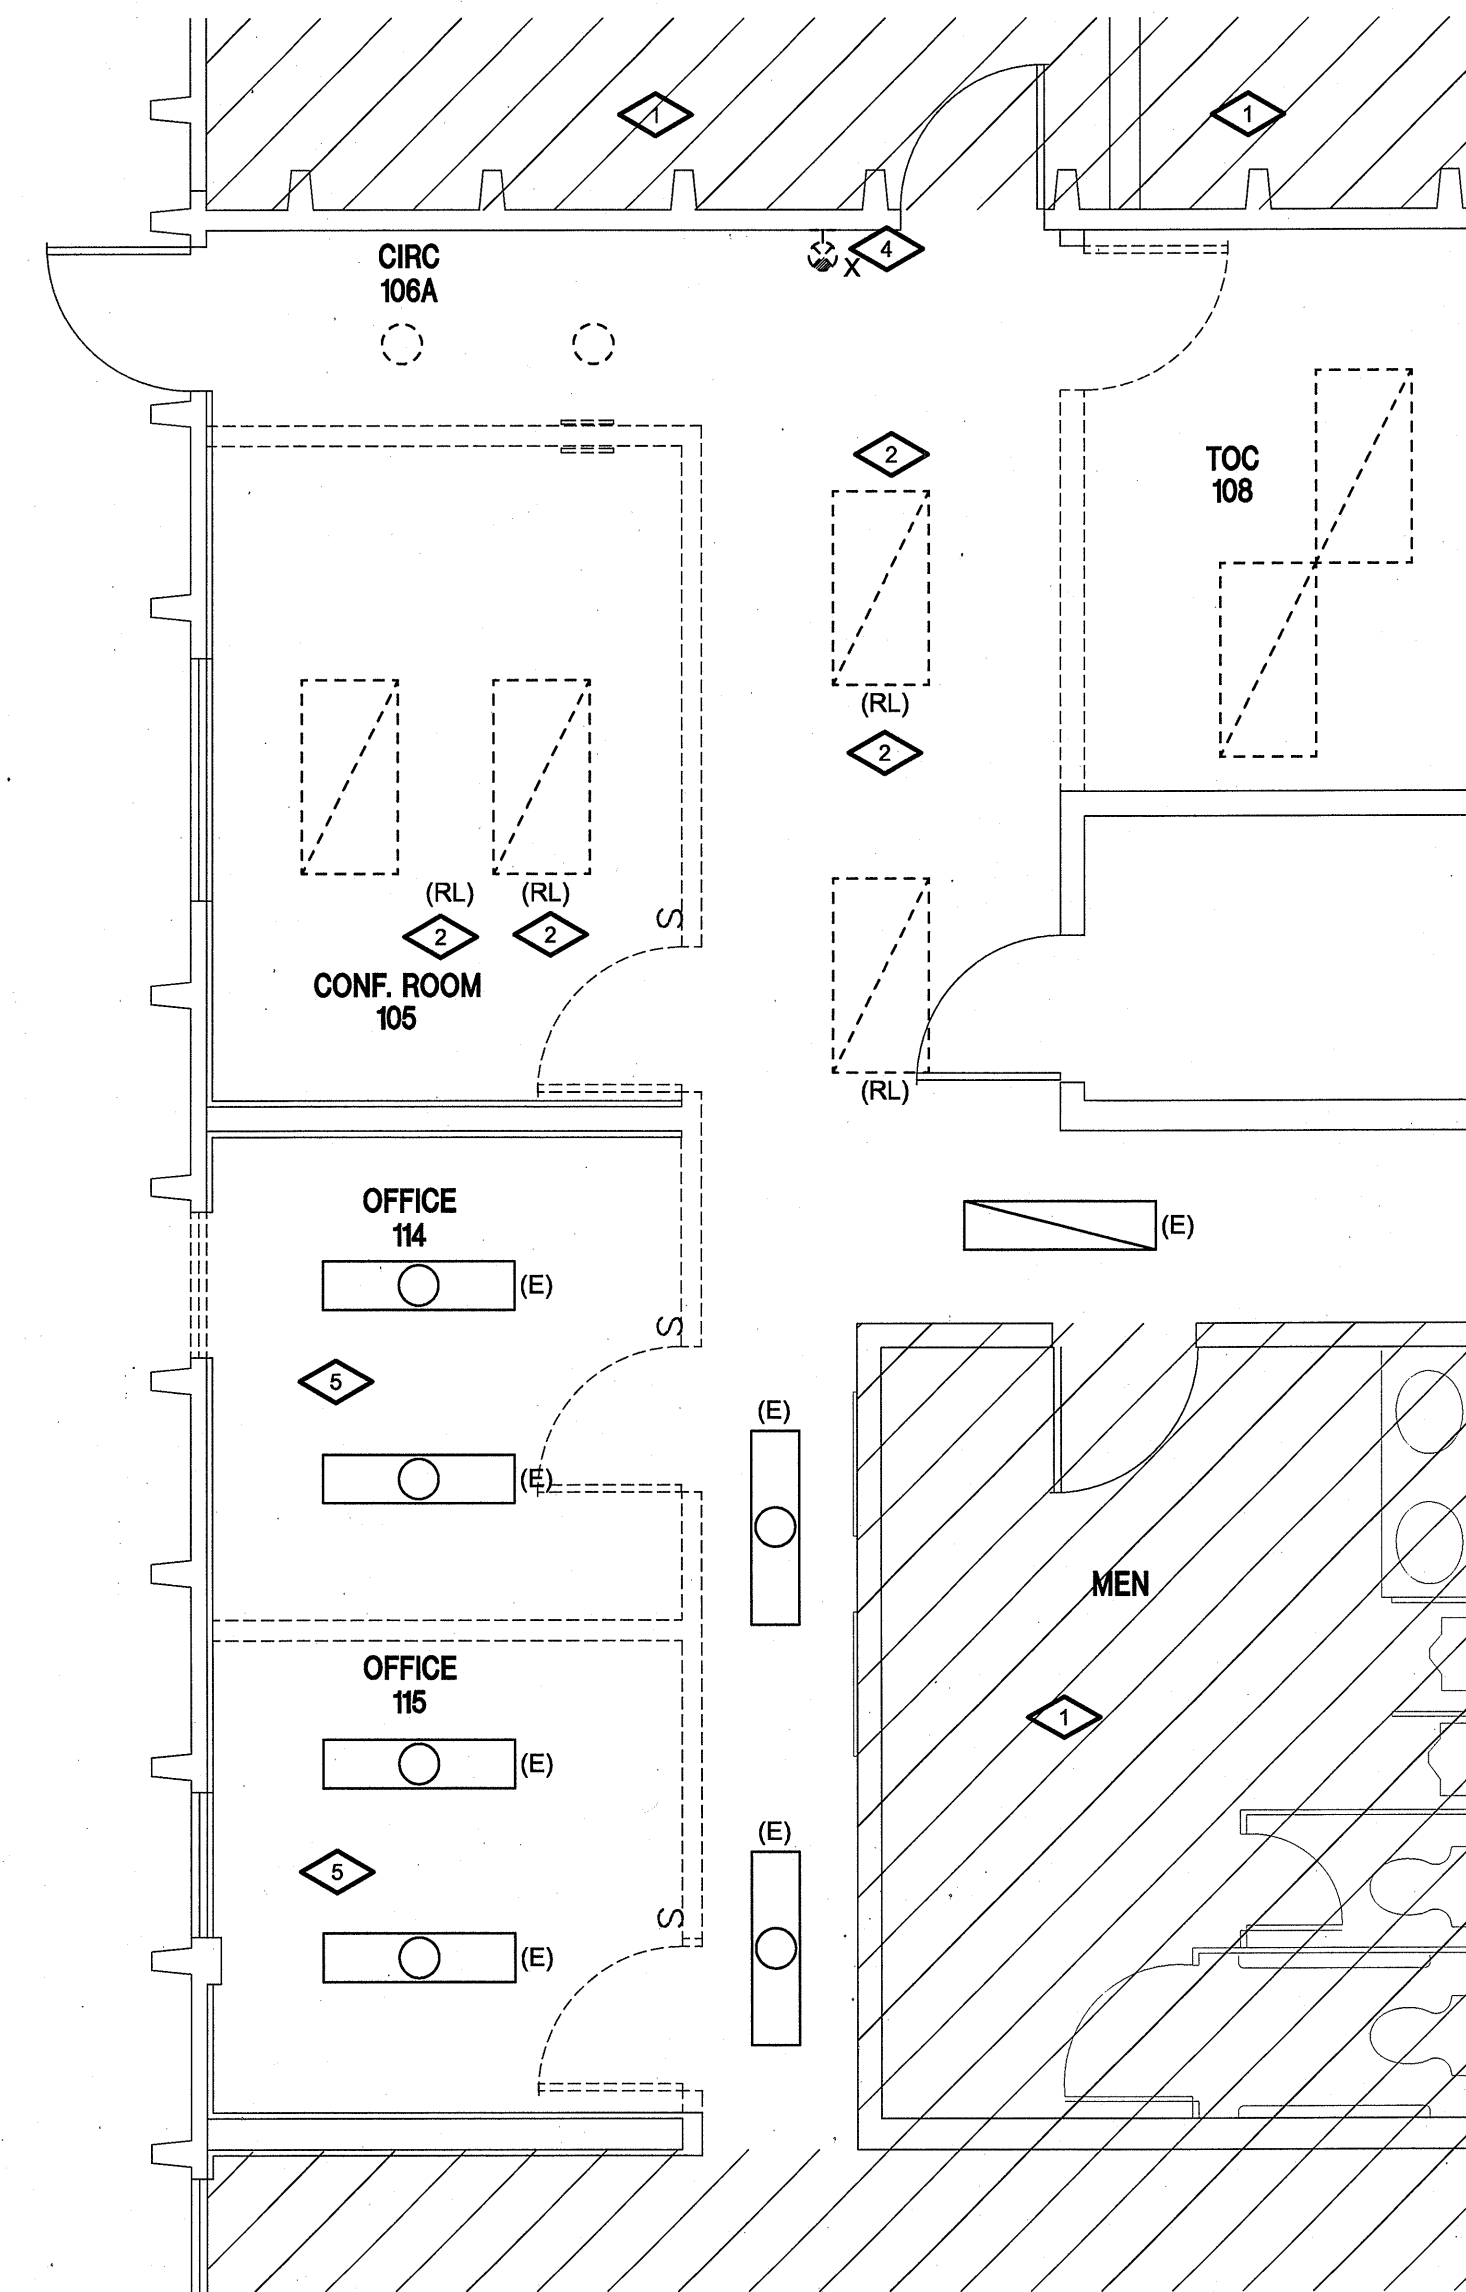 1
1
4
X
CIRC
106A
2
TOC
108
(RL)
2
(RL)
(RL)
2
2
S
CONF. ROOM
105
(RL)
OFFICE
114
(E)
(E)
S
5
(E)
(E)
MEN
OFFICE
115
1
(E)
(E)
5
S
(E)